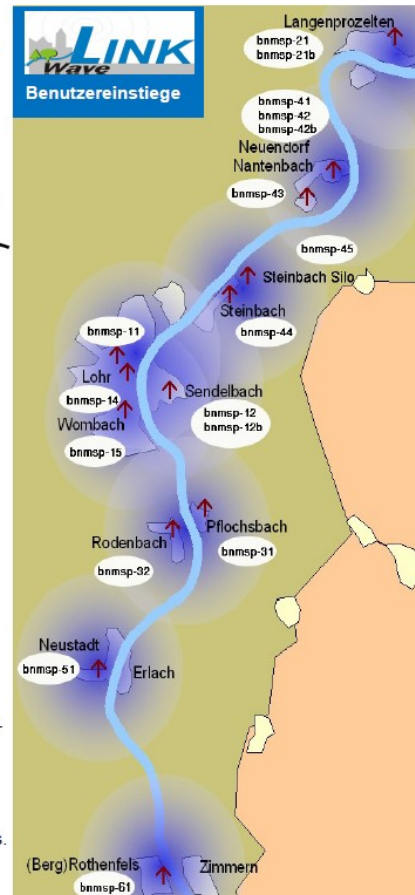 LINK
Wave
Benutzereinstiege
Langenprozelten
bnmsp-21
bnmsp-21b
bnmsp-41
bnmsp-42
bnmsp-42b
Neuendorf
Nantenbach
bnmsp-43
bnmsp-45
Steinbach Silo
Steinbach
bnmsp-44
bnmsp-11
Lohr
bnmsp-14
Sendelbach
Wombach
bnmsp-12
bnmsp-12b
bnmsp-15
Pflochsbach
Rodenbach
bnmsp-31
bnmsp-32
Neustadt
bnmsp-51
Erlach
s.
(Berg)Rothenfels
Zimmern
bnmsp-61